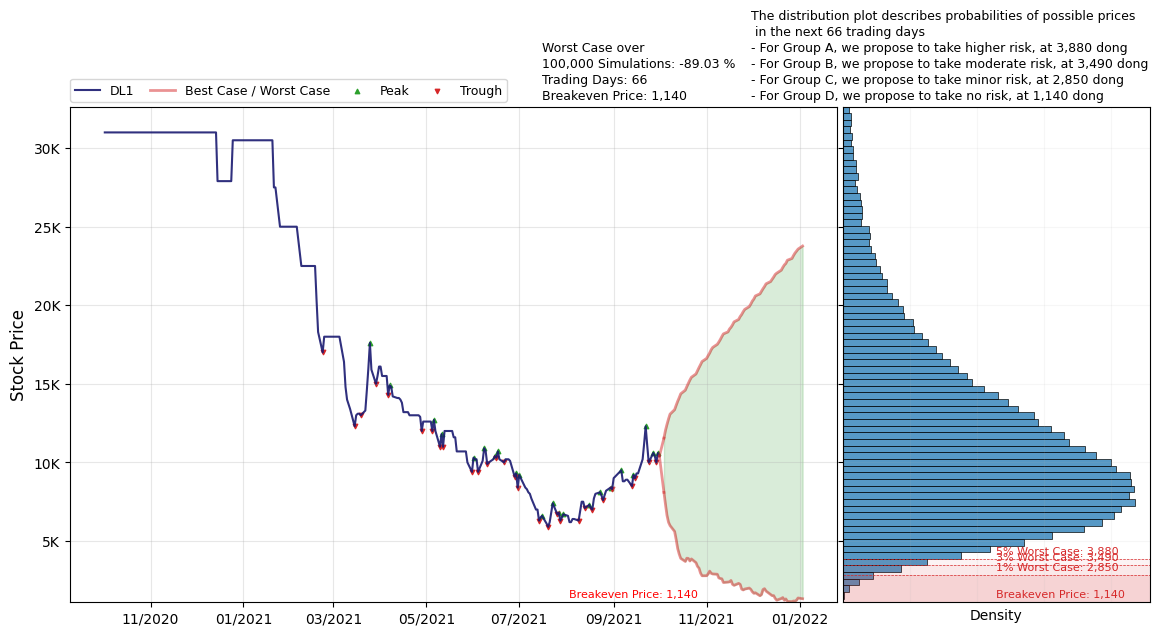 The distribution plot describes probabilities of possible prices
in the next 66 trading days
- For Group A, we propose to take higher risk, at 3,880 dong
- For Group B, we propose to take moderate risk, at 3,490 dong
- For Group C, we propose to take minor risk, at 2,850 dong
- For Group D, we propose to take no risk, at 1,140 dong
Worst Case over
100,000 Simulations: -89.03 %
Trading Days: 66
Breakeven Price: 1,140
DL1
Best Case / Worst Case
Peak
Trough
Stock Price
30K
25K
20K
15K
10K
5K
11/2020
01/2021
03/2021
05/2021
07/2021
09/2021
11/2021
01/2022
Breakeven Price: 1,140
5% Worst Case: 3,880
3% Worst Case: 3,490
1% Worst Case: 2,850
Breakeven Price: 1,140
Density